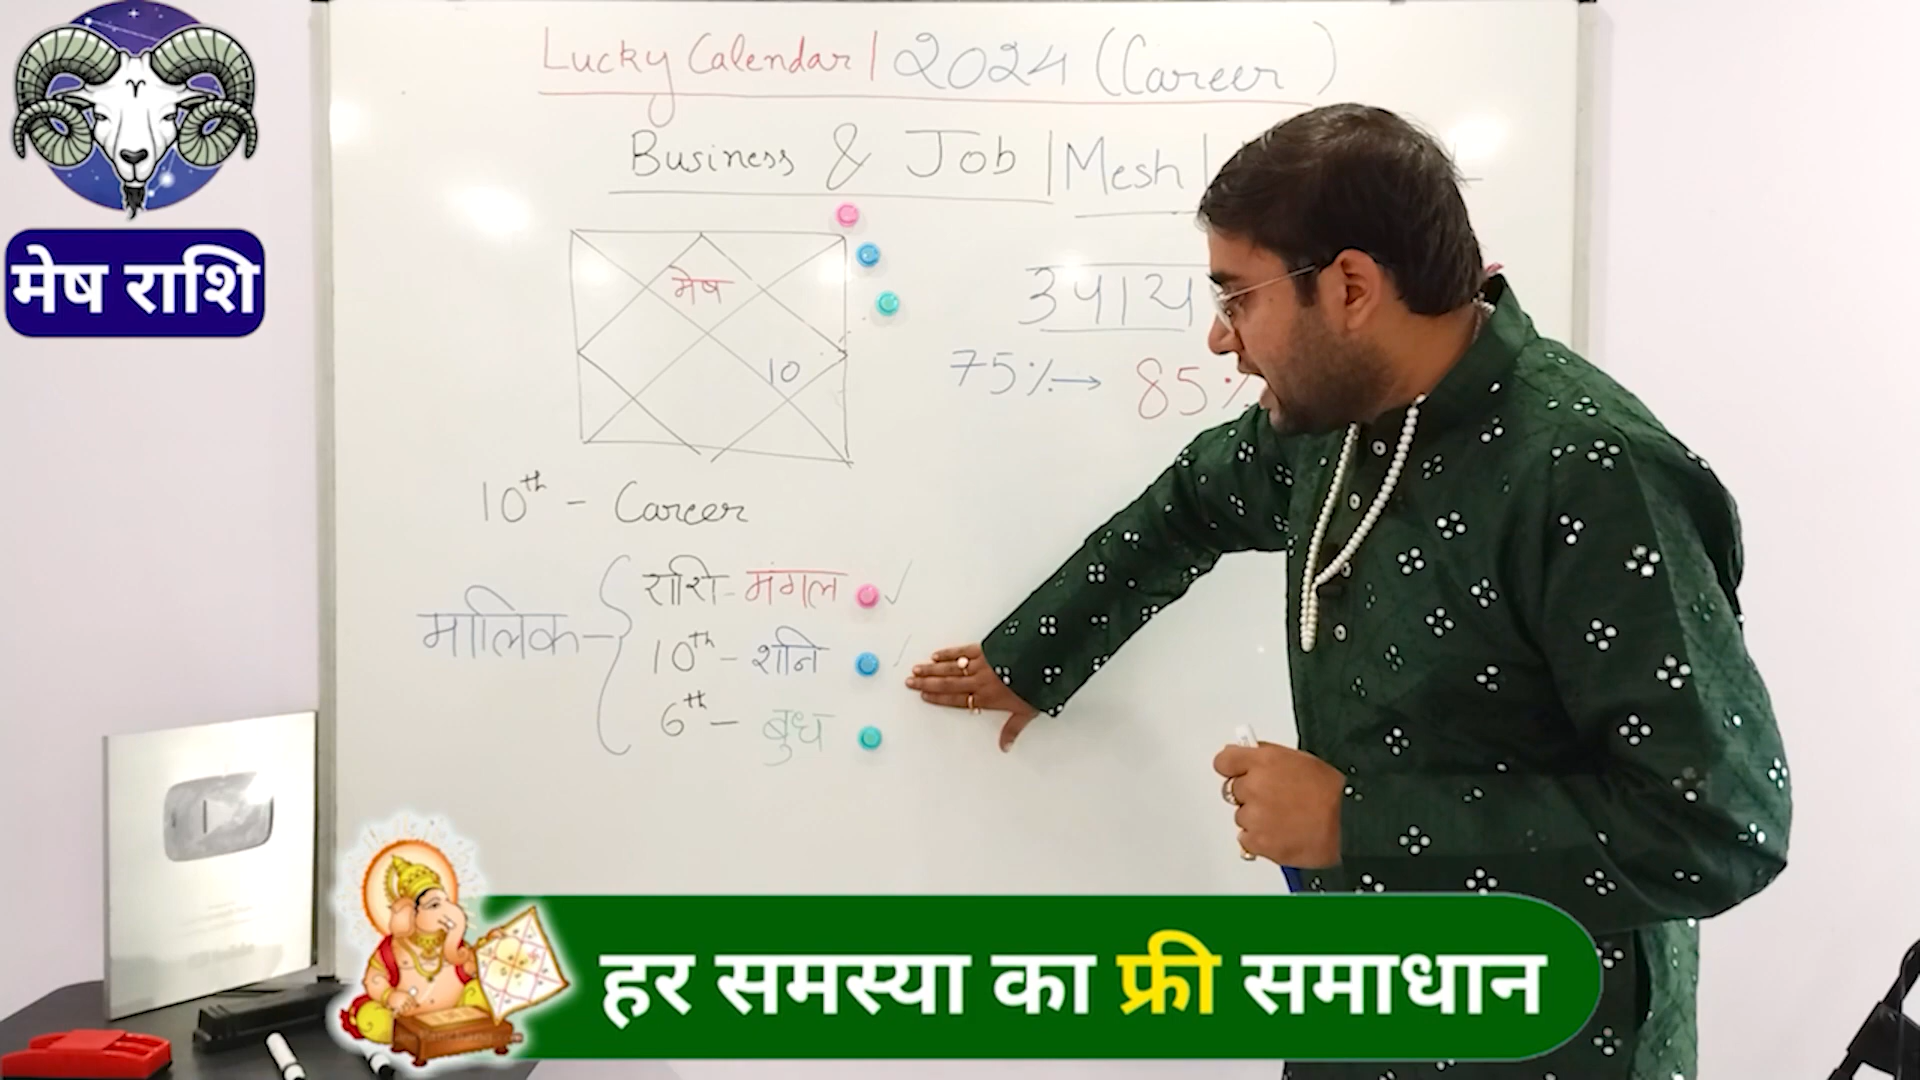 Lucky Calendar | 2024 (Career)
Business & Job | Mesh |
मेष राशि
मेष
10
उपाय
75% → 85%
10th - Career
मालिक -
राशि - मंगल ✓
10th - शनि
6th - बुध
हर समस्या का फ्री समाधान